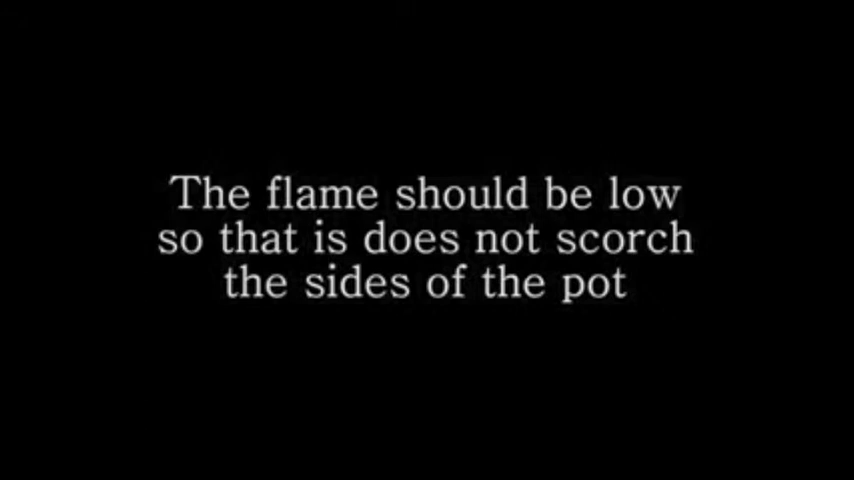 The flame should be low
so that is does not scorch
the sides of the pot